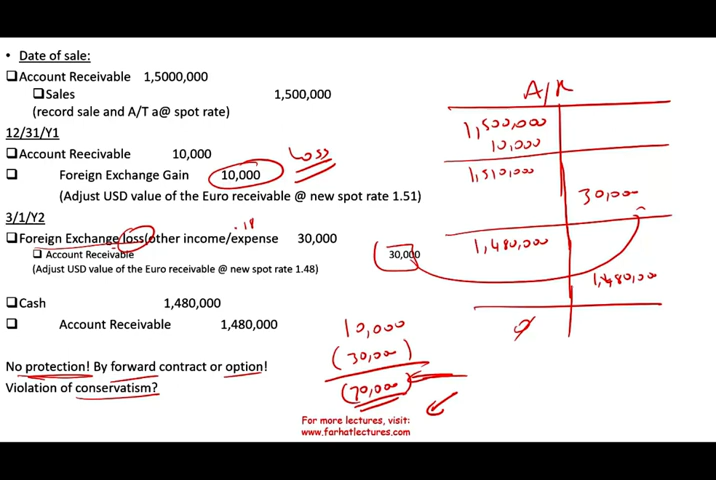 • Date of sale:
❑Account Receivable 1,5000,000
❑Sales 1,500,000
(record sale and A/T a@ spot rate)
12/31/Y1
❑Account Reecivable 10,000
❑ Foreign Exchange Gain 10,000
Loss
(Adjust USD value of the Euro receivable @ new spot rate 1.51)
3/1/Y2
❑Foreign Exchange/loss(other income/expense 30,000
❑ Account Receivable 30,000
(Adjust USD value of the Euro receivable @ new spot rate 1.48)
❑Cash 1,480,000
❑ Account Receivable 1,480,000
No protection! By forward contract or option!
Violation of conservatism?
10,000
(30,000)
(20,000)
A/R
1,500,000
10,000
1,510,000
30,000
1,480,000
1,480,000
For more lectures, visit:
www.farhatlectures.com